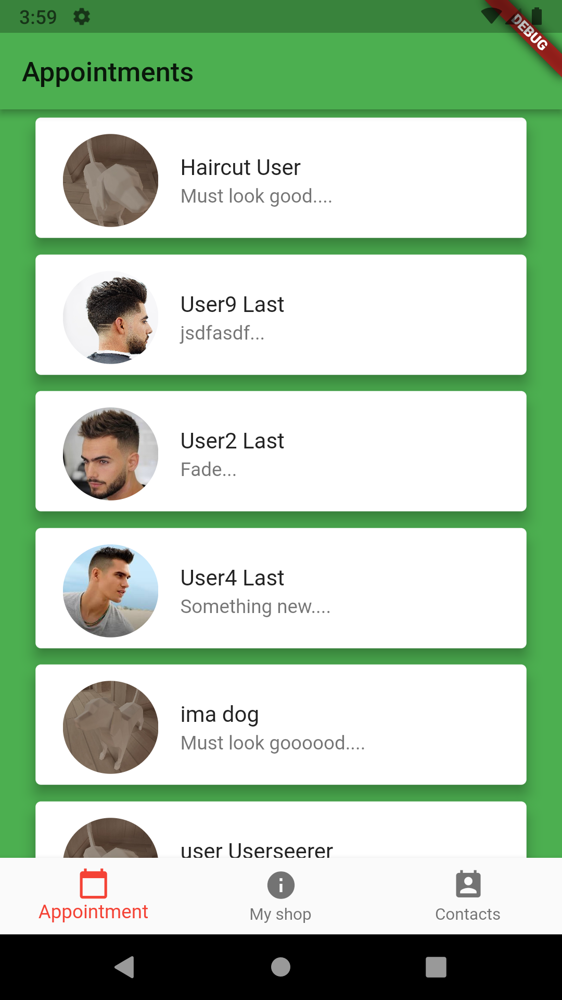 3:59
DEBUG
Appointments
Haircut User
Must look good....
User9 Last
jsdfasdf...
User2 Last
Fade...
User4 Last
Something new....
ima dog
Must look goooood....
user Userseerer
Appointment
My shop
Contacts